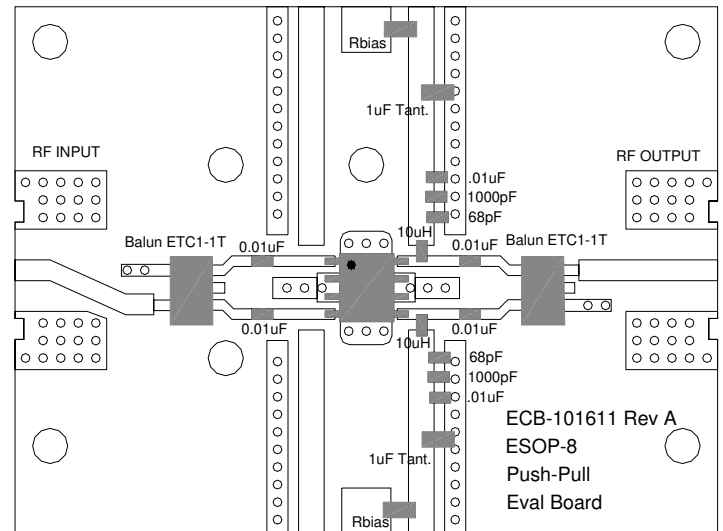 Rbias
1uF Tant.
RF INPUT
RF OUTPUT
.01uF
1000pF
68pF
10uH
Balun ETC1-1T
0.01uF
0.01uF
Balun ETC1-1T
0.01uF
0.01uF
10uH
68pF
1000pF
.01uF
1uF Tant.
Rbias
ECB-101611 Rev A
ESOP-8
Push-Pull
Eval Board